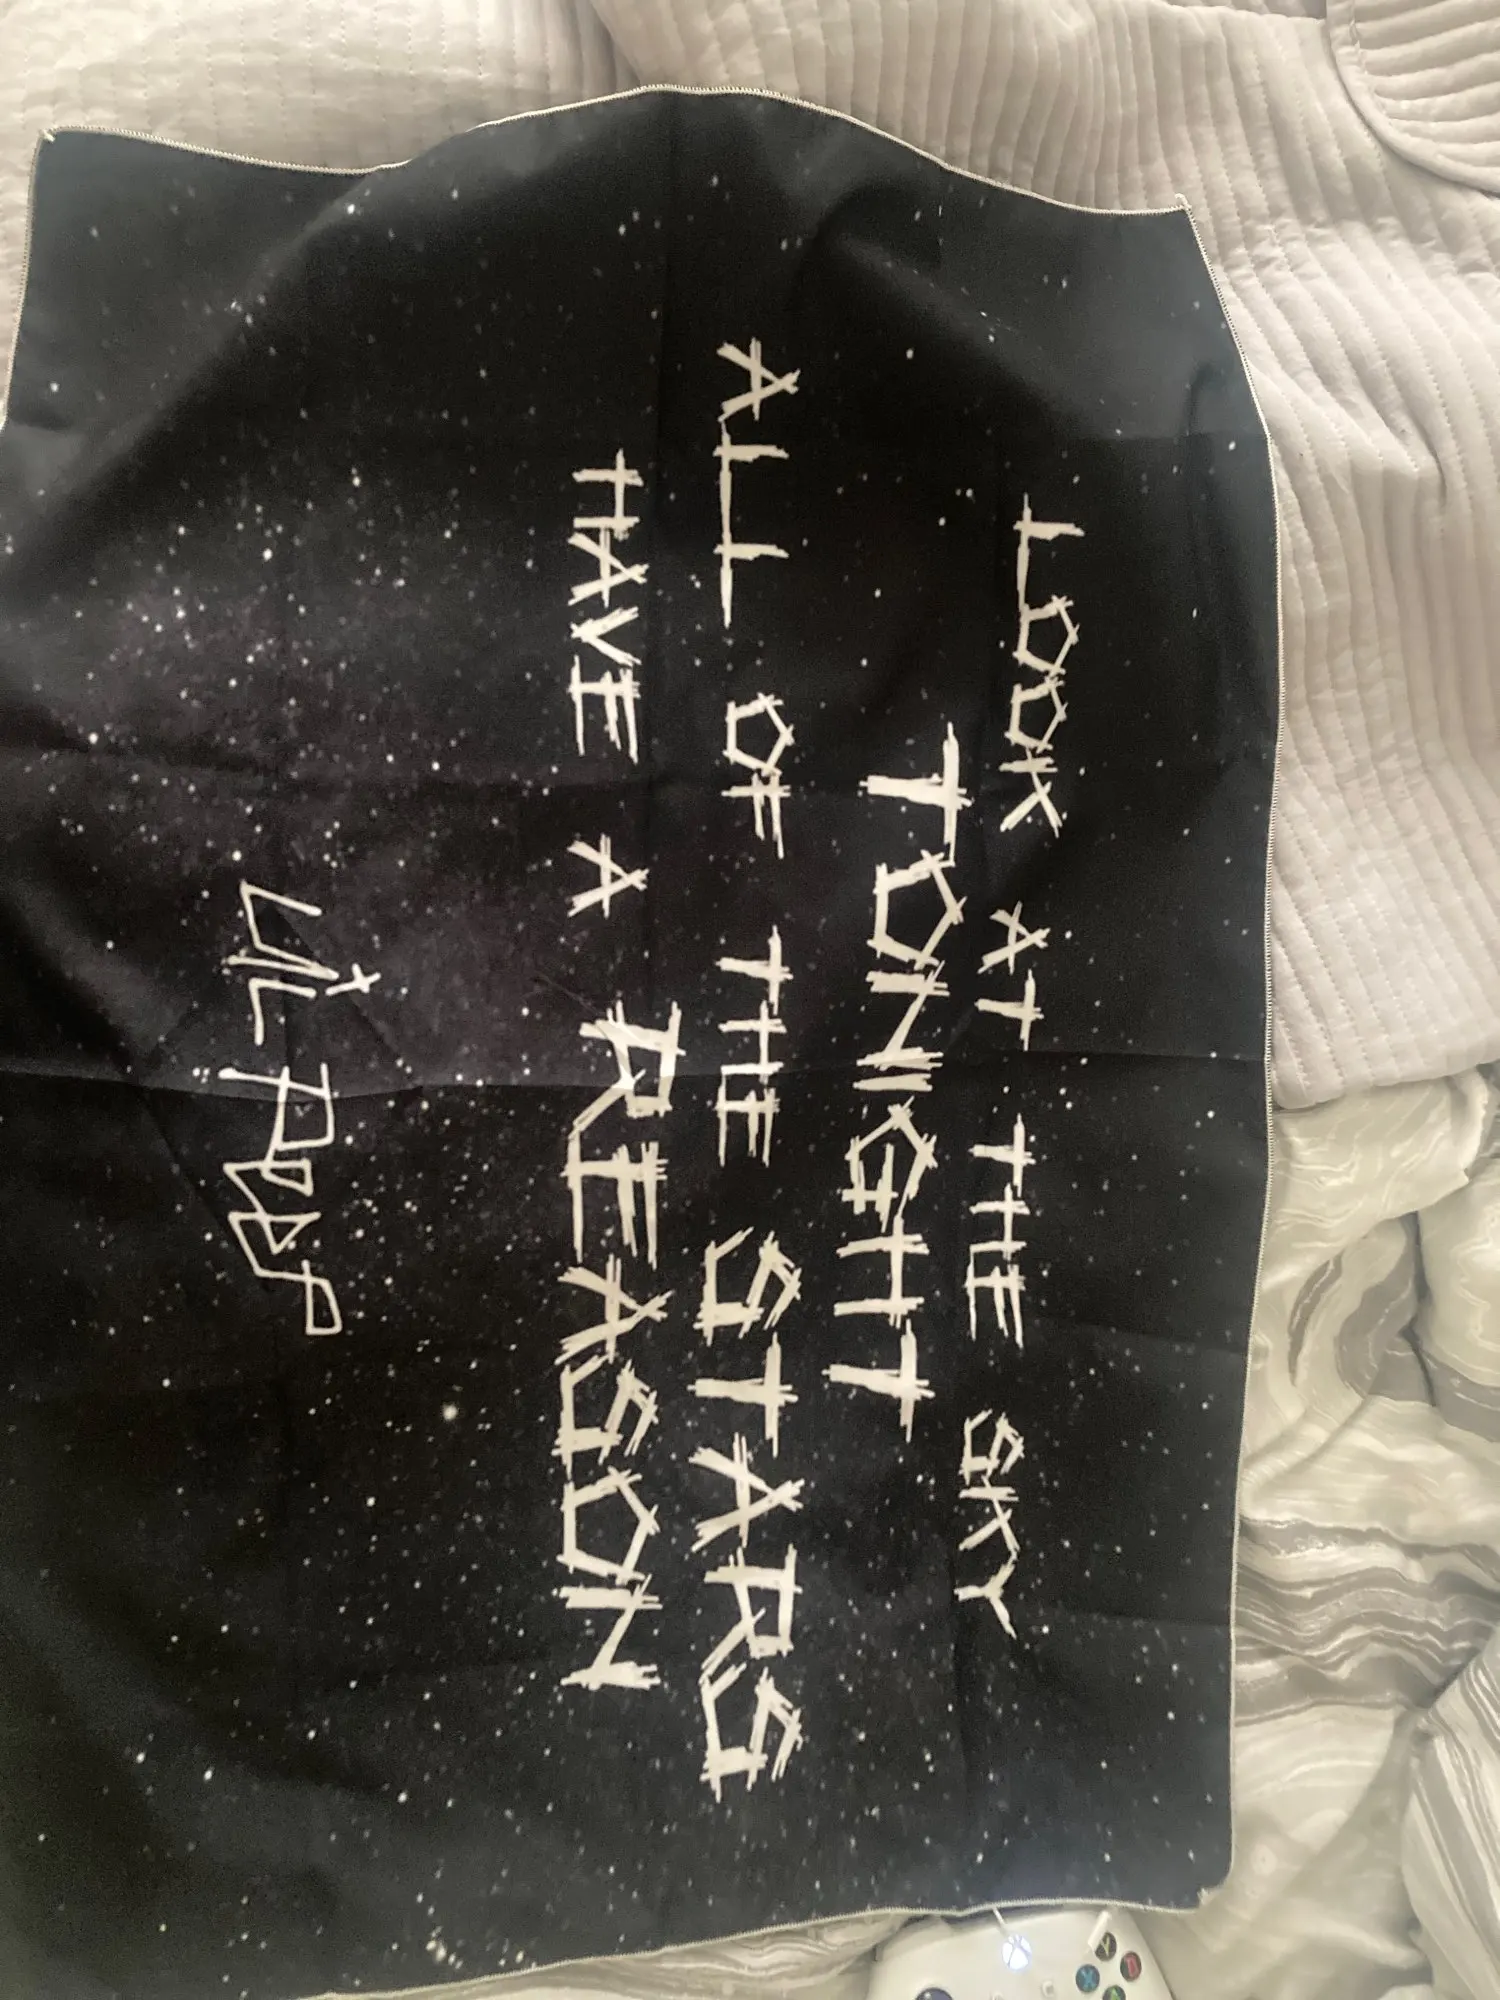 LOOK AT THE SKY
TONIGHT
ALL OF THE STARS
HAVE A REASON
LiL PEEP
X
Y
B
A